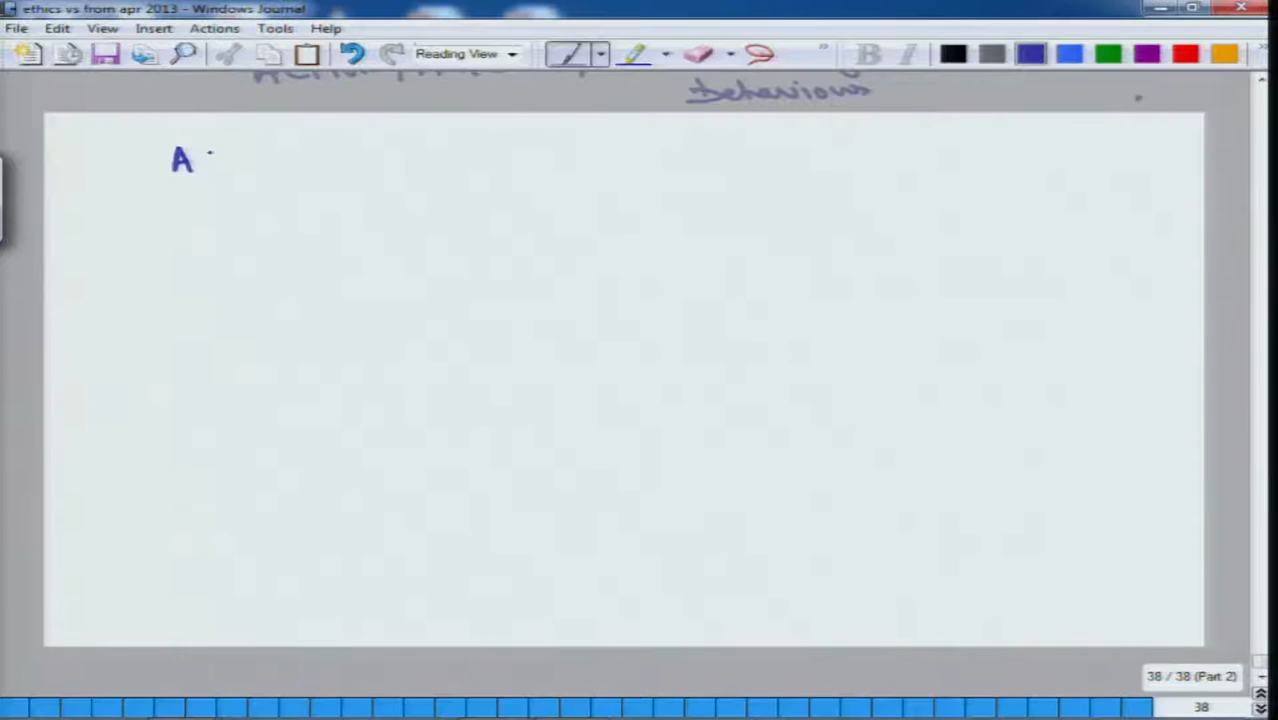 ethics vs from apr 2013 - Windows Journal
File Edit View Insert Actions Tools Help
Reading View
B I
Behaviours
A
38 / 38 (Part 2)
38